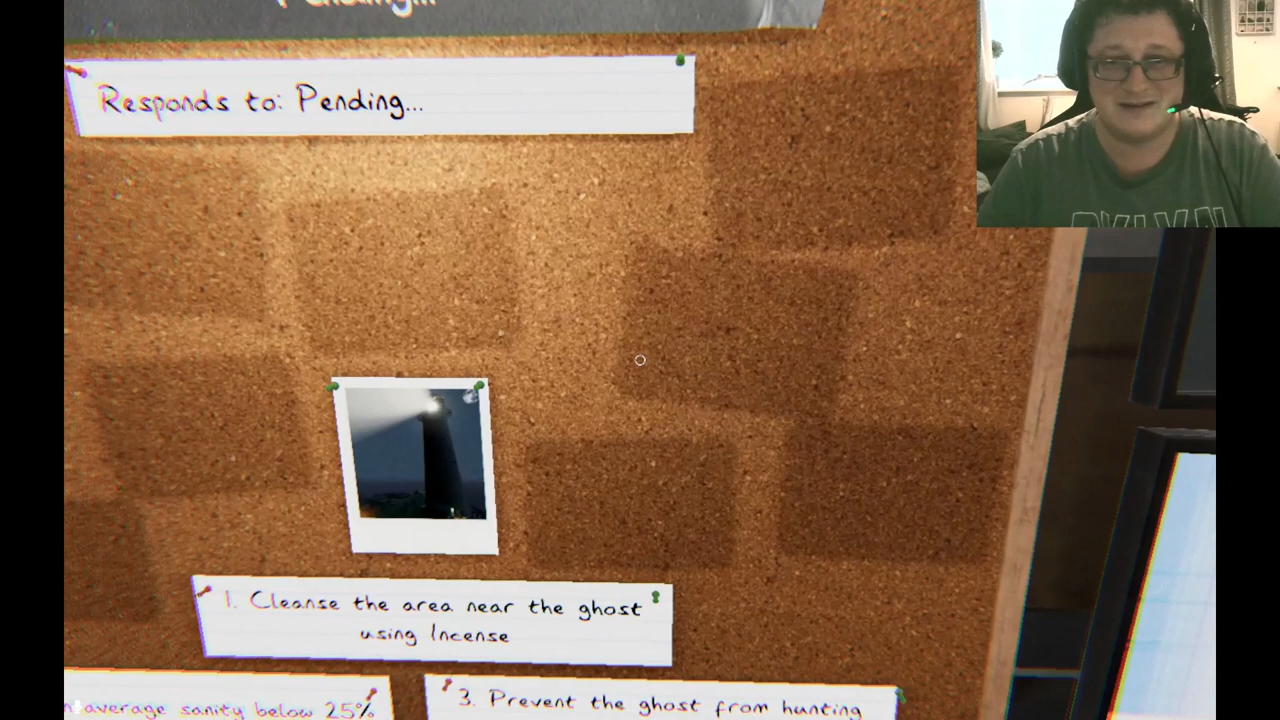 Pending...
Responds to: Pending...
1. Cleanse the area near the ghost
using Incense
average sanity below 25%
3. Prevent the ghost from hunting